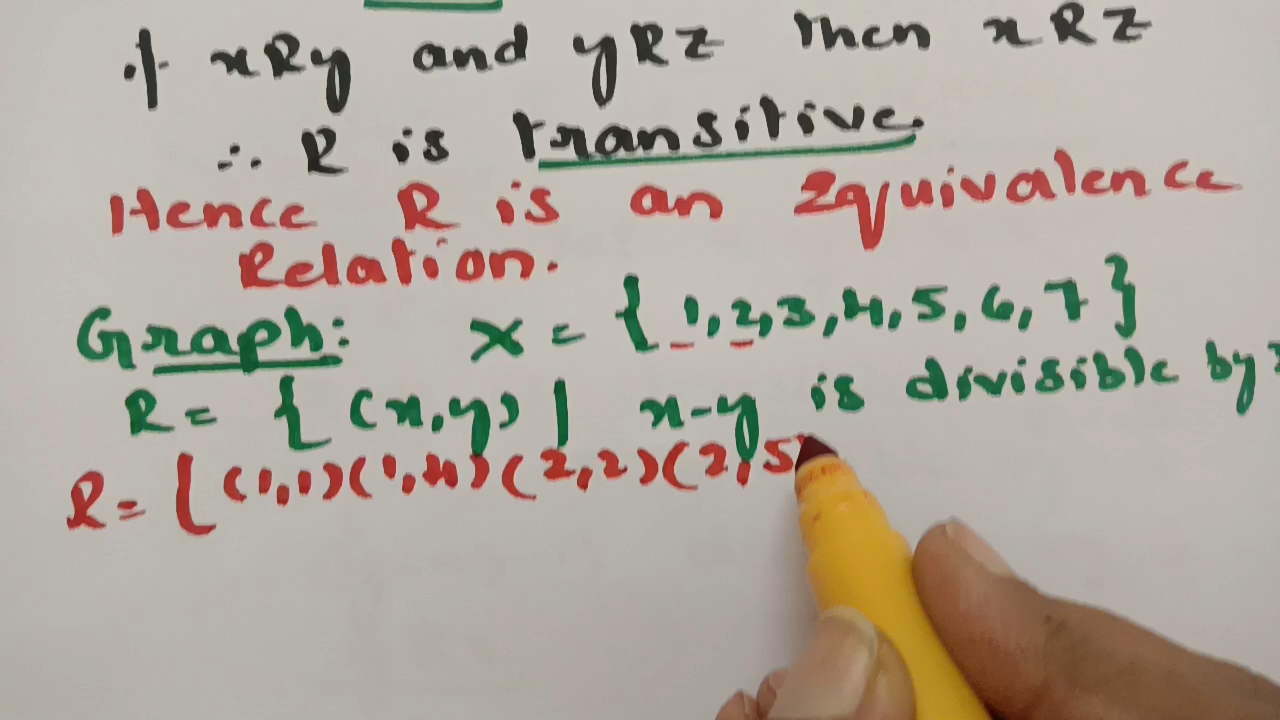 if xRy and yRz then xRz
∴ R is transitive.
Hence R is an Equivalence
Relation.
Graph: X = { 1, 2, 3, 4, 5, 6, 7 }
R = { (x, y) | x-y is divisible by
R = { (1,1) (1,4) (2,2) (2,5)